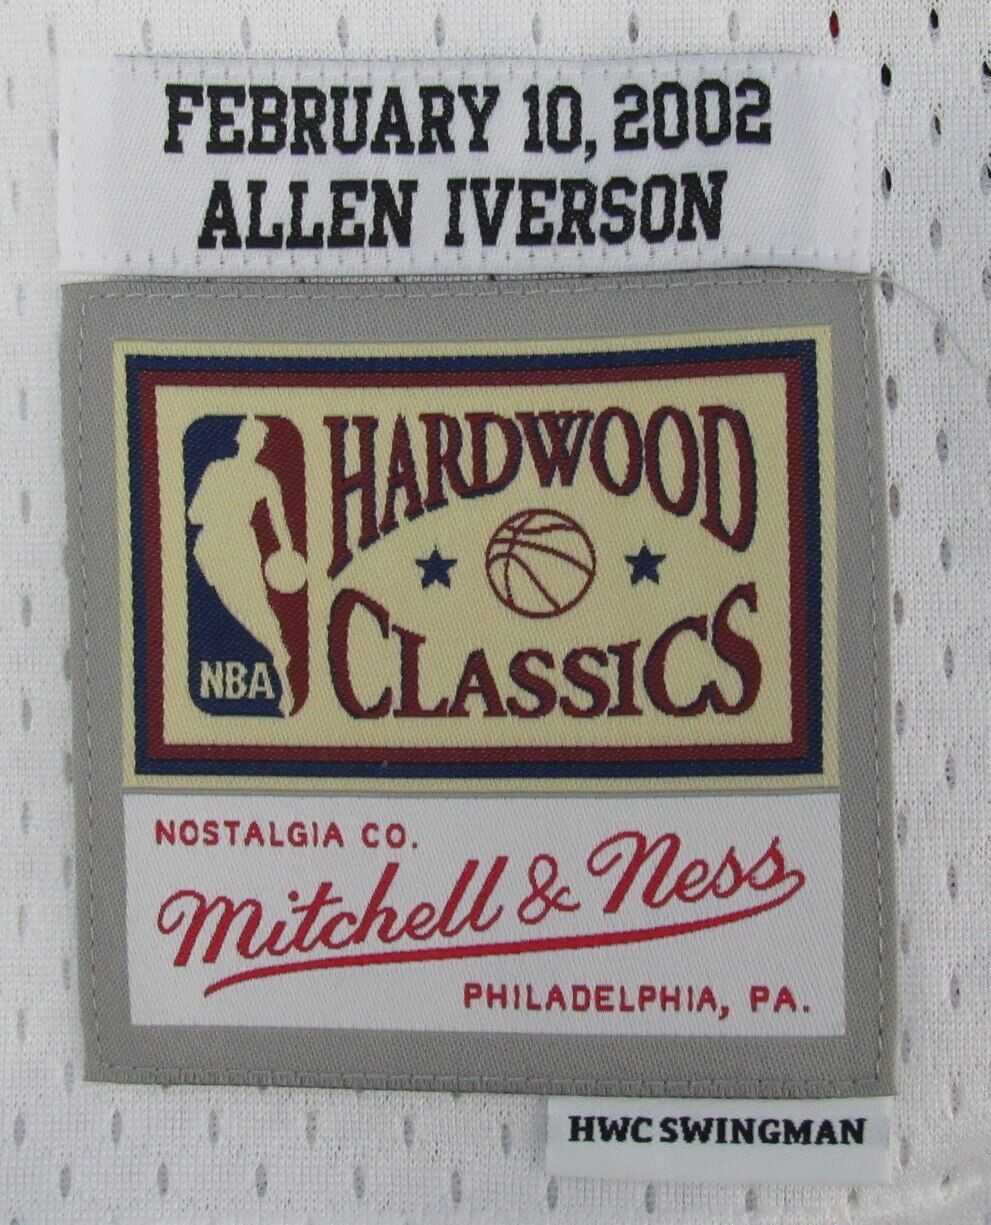 FEBRUARY 10, 2002
ALLEN IVERSON
HARDWOOD
CLASSICS
NBA
NOSTALGIA CO.
Mitchell & Ness
PHILADELPHIA, PA.
HWC SWINGMAN